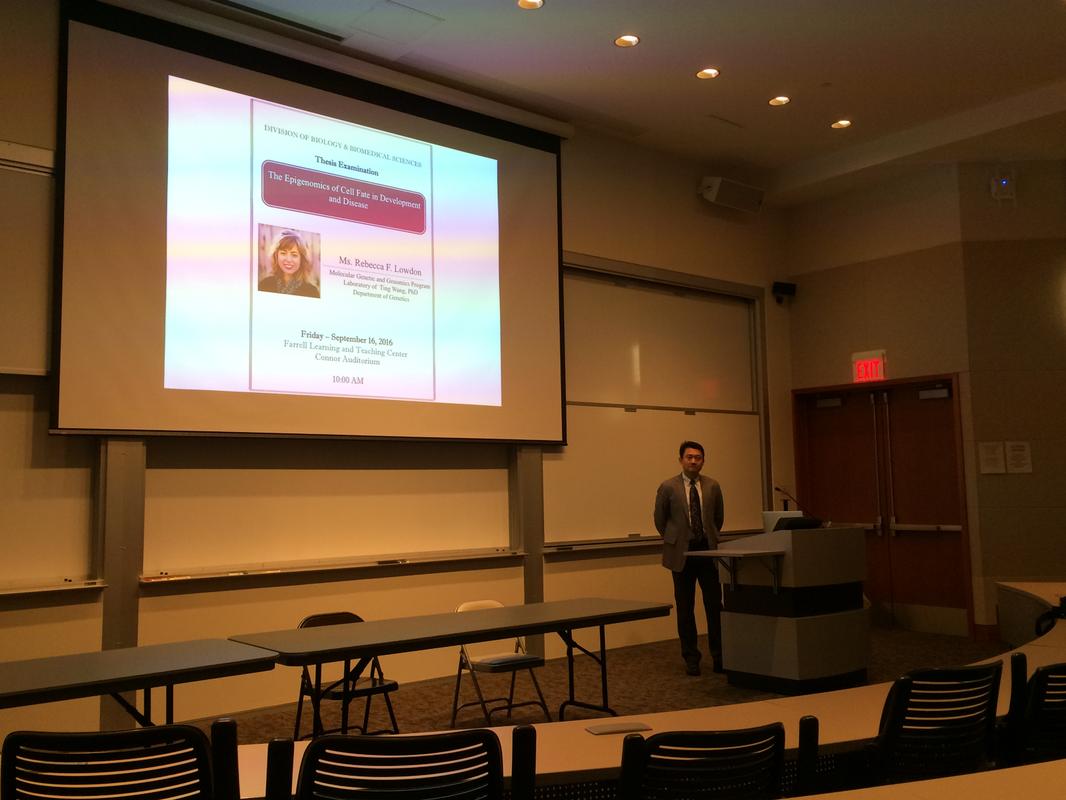 DIVISION OF BIOLOGY & BIOMEDICAL SCIENCES
Thesis Examination
The Epigenomics of Cell Fate in Development
and Disease
Ms. Rebecca F. Lowdon
Molecular Genetic and Genomics Program
Laboratory of Ting Wang, PhD
Department of Genetics
Friday – September 16, 2016
Farrell Learning and Teaching Center
Connor Auditorium
10:00 AM
EXIT